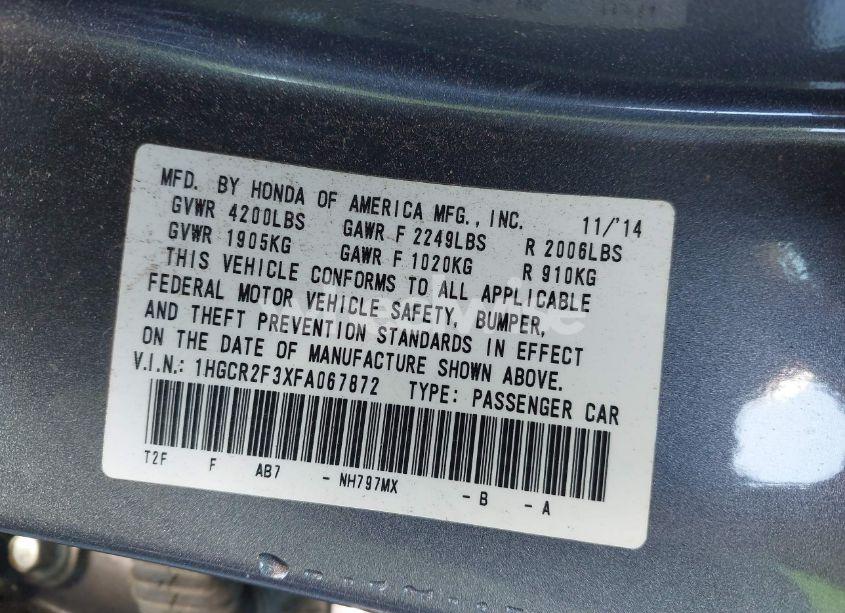 MFD. BY HONDA OF AMERICA MFG., INC. 11/'14
GVWR 4200LBS GAWR F 2249LBS R 2006LBS
GVWR 1905KG GAWR F 1020KG R 910KG
THIS VEHICLE CONFORMS TO ALL APPLICABLE
FEDERAL MOTOR VEHICLE SAFETY, BUMPER,
AND THEFT PREVENTION STANDARDS IN EFFECT
ON THE DATE OF MANUFACTURE SHOWN ABOVE.
V.I.N.: 1HGCR2F3XFA067872 TYPE: PASSENGER CAR
T2F F AB7 - NH797MX - B - A